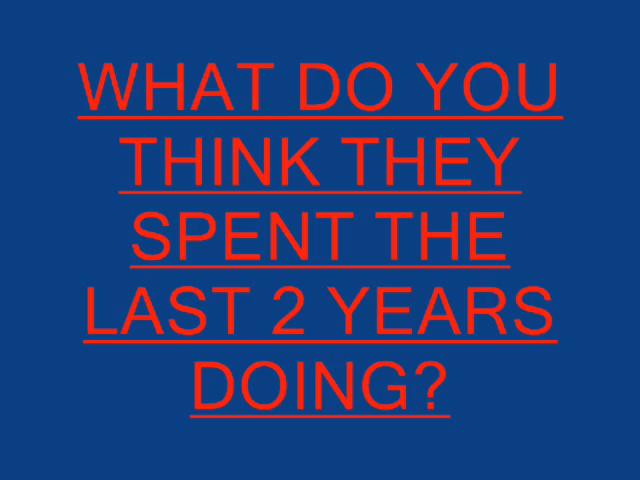 WHAT DO YOU
THINK THEY
SPENT THE
LAST 2 YEARS
DOING?